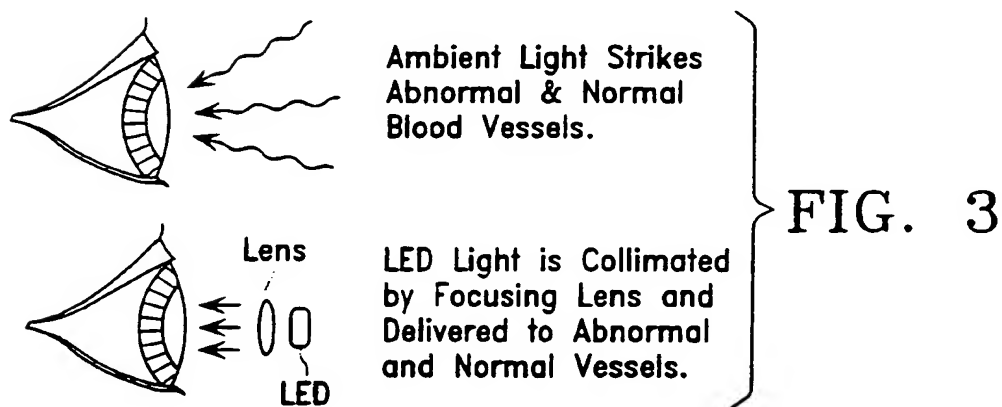 Ambient Light Strikes
Abnormal & Normal
Blood Vessels.
FIG. 3
Lens
LED
LED Light is Collimated
by Focusing Lens and
Delivered to Abnormal
and Normal Vessels.